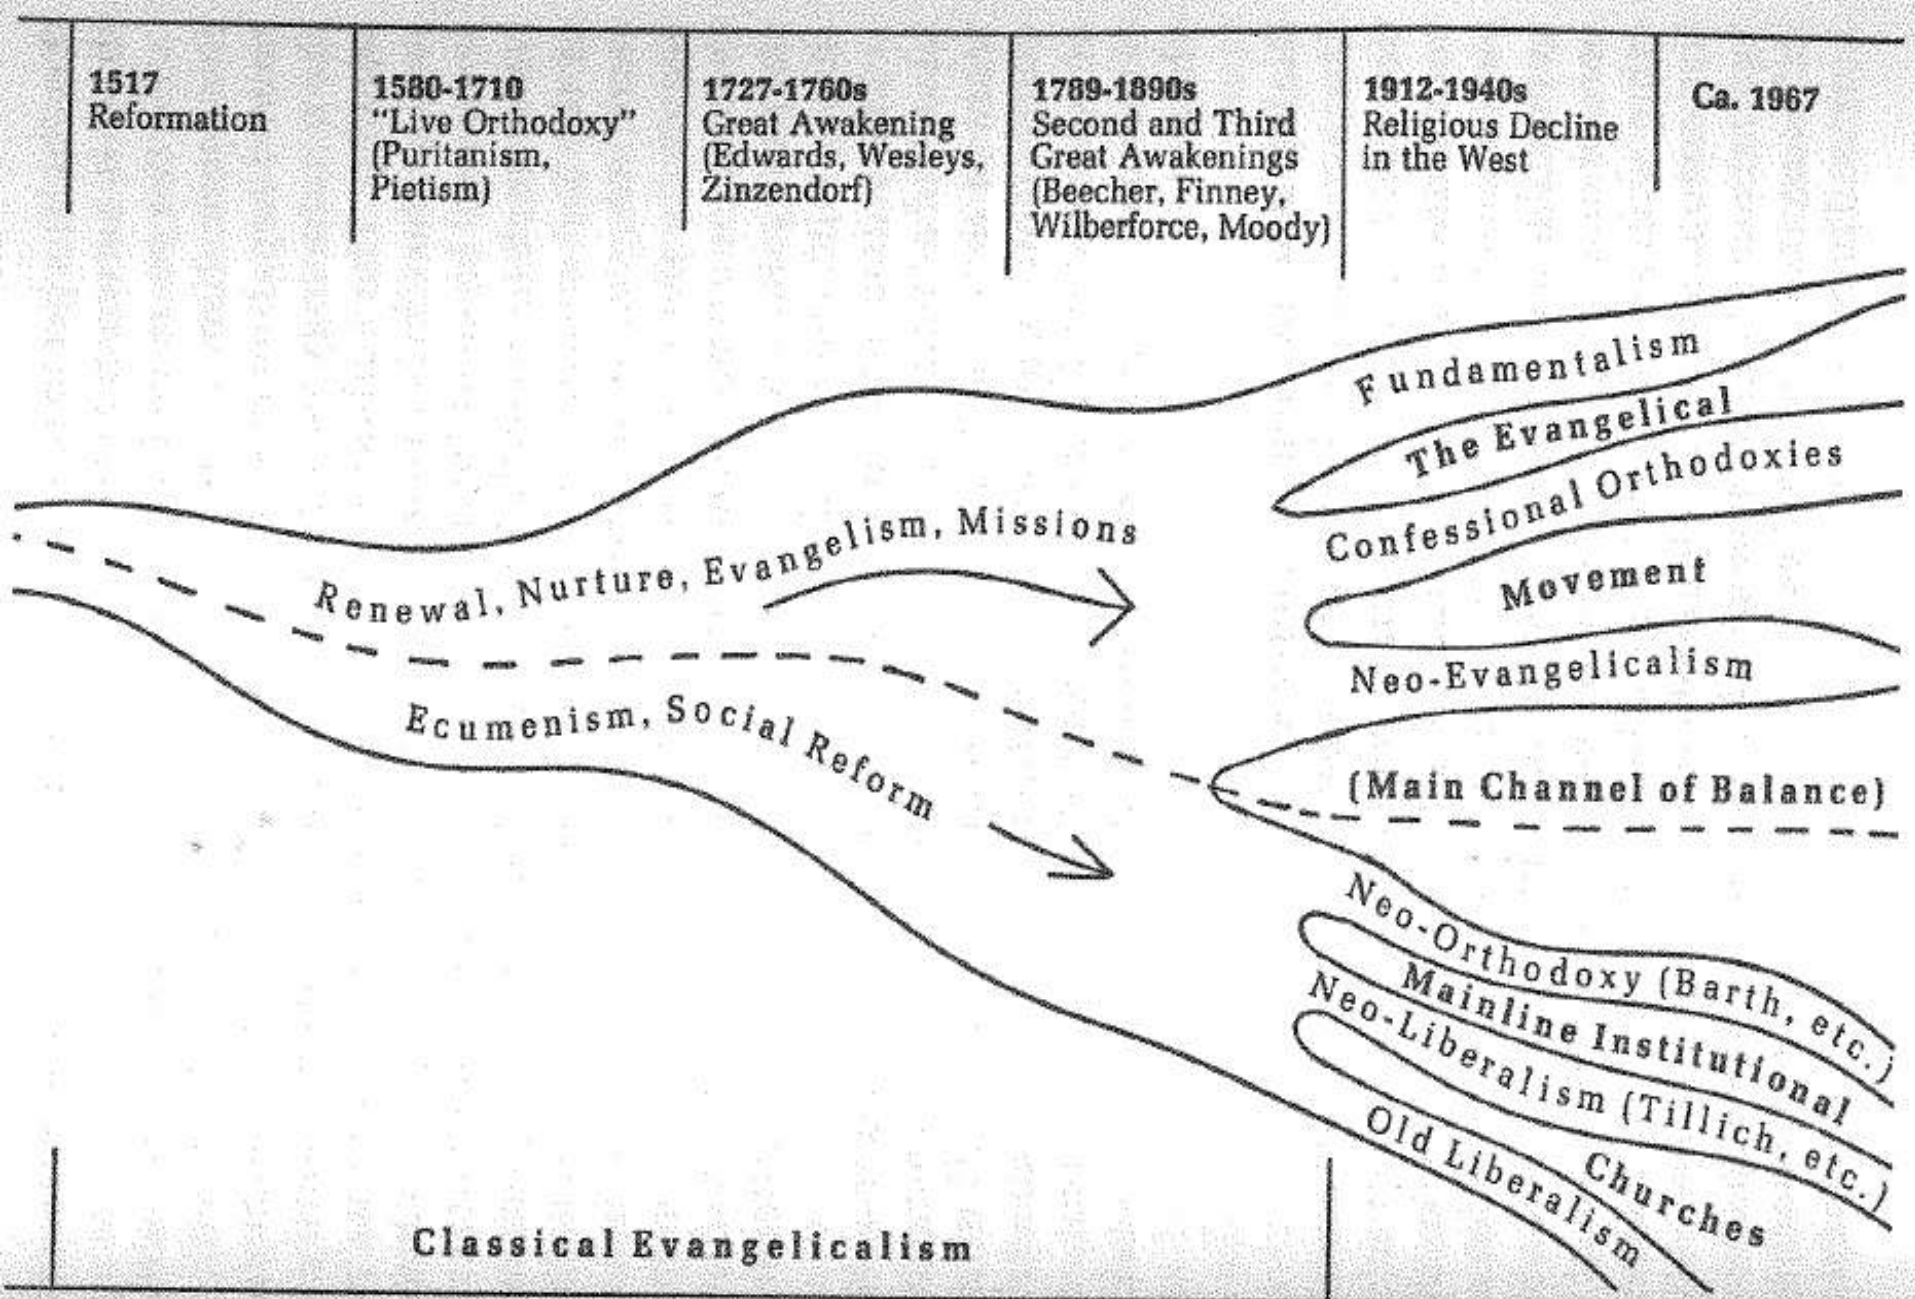 1517
Reformation
1580-1710
"Live Orthodoxy"
(Puritanism,
Pietism)
1727-1760s
Great Awakening
(Edwards, Wesleys,
Zinzendorf)
1789-1890s
Second and Third
Great Awakenings
(Beecher, Finney,
Wilberforce, Moody)
1912-1940s
Religious Decline
in the West
Ca. 1967
Renewal, Nurture, Evangelism, Missions
Ecumenism, Social Reform
Fundamentalism
The Evangelical
Confessional Orthodoxies
Movement
Neo-Evangelicalism
(Main Channel of Balance)
Neo-Orthodoxy (Barth, etc.)
Mainline Institutional
Neo-Liberalism (Tillich, etc.)
Churches
Old Liberalism
Classical Evangelicalism